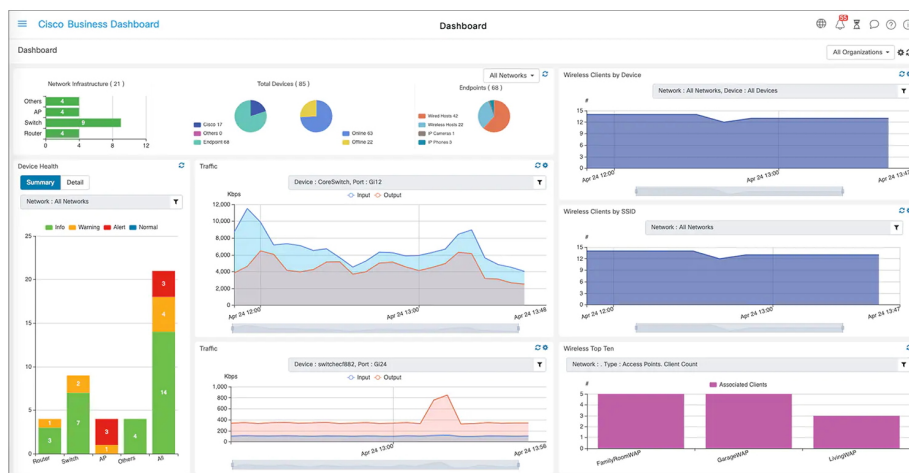 Cisco Business Dashboard
Dashboard
55
Dashboard
All Organizations
Network Infrastructure ( 21 )
Others
AP
Switch
Router
4
4
9
4
0
4
8
12
Total Devices ( 85 )
Cisco 17
Others 0
Endpoint 68
Online 63
Offline 22
All Networks
Endpoints ( 68 )
Wired Hosts 42
Wireless Hosts 22
IP Cameras 1
IP Phones 3
Wireless Clients by Device
Network : All Networks, Device : All Devices
#
15
12
9
6
3
0
Apr 24 12:00
Apr 24 13:00
Apr 24 13:47
Device Health
Summary
Detail
Network : All Networks
Info
Warning
Alert
Normal
25
20
15
10
5
0
1
3
2
7
3
1
4
3
4
14
Router
Switch
AP
Others
All
Traffic
Device : CoreSwitch, Port : Gi12
Input
Output
Kbps
12,000
10,000
8,000
6,000
4,000
2,000
0
Apr 24 12:00
Apr 24 13:00
Apr 24 13:48
Wireless Clients by SSID
Network : All Networks
#
15
12
9
6
3
0
Apr 24 12:00
Apr 24 13:00
Apr 24 13:47
Traffic
Device : switchecf882, Port : Gi24
Input
Output
Kbps
1,000
800
600
400
200
0
Apr 24 13:00
Apr 24 13:56
Wireless Top Ten
Network : . Type : Access Points. Client Count
Associated Clients
#
5
4
3
2
1
0
FamilyRoomWAP
GarageWAP
LivingWAP